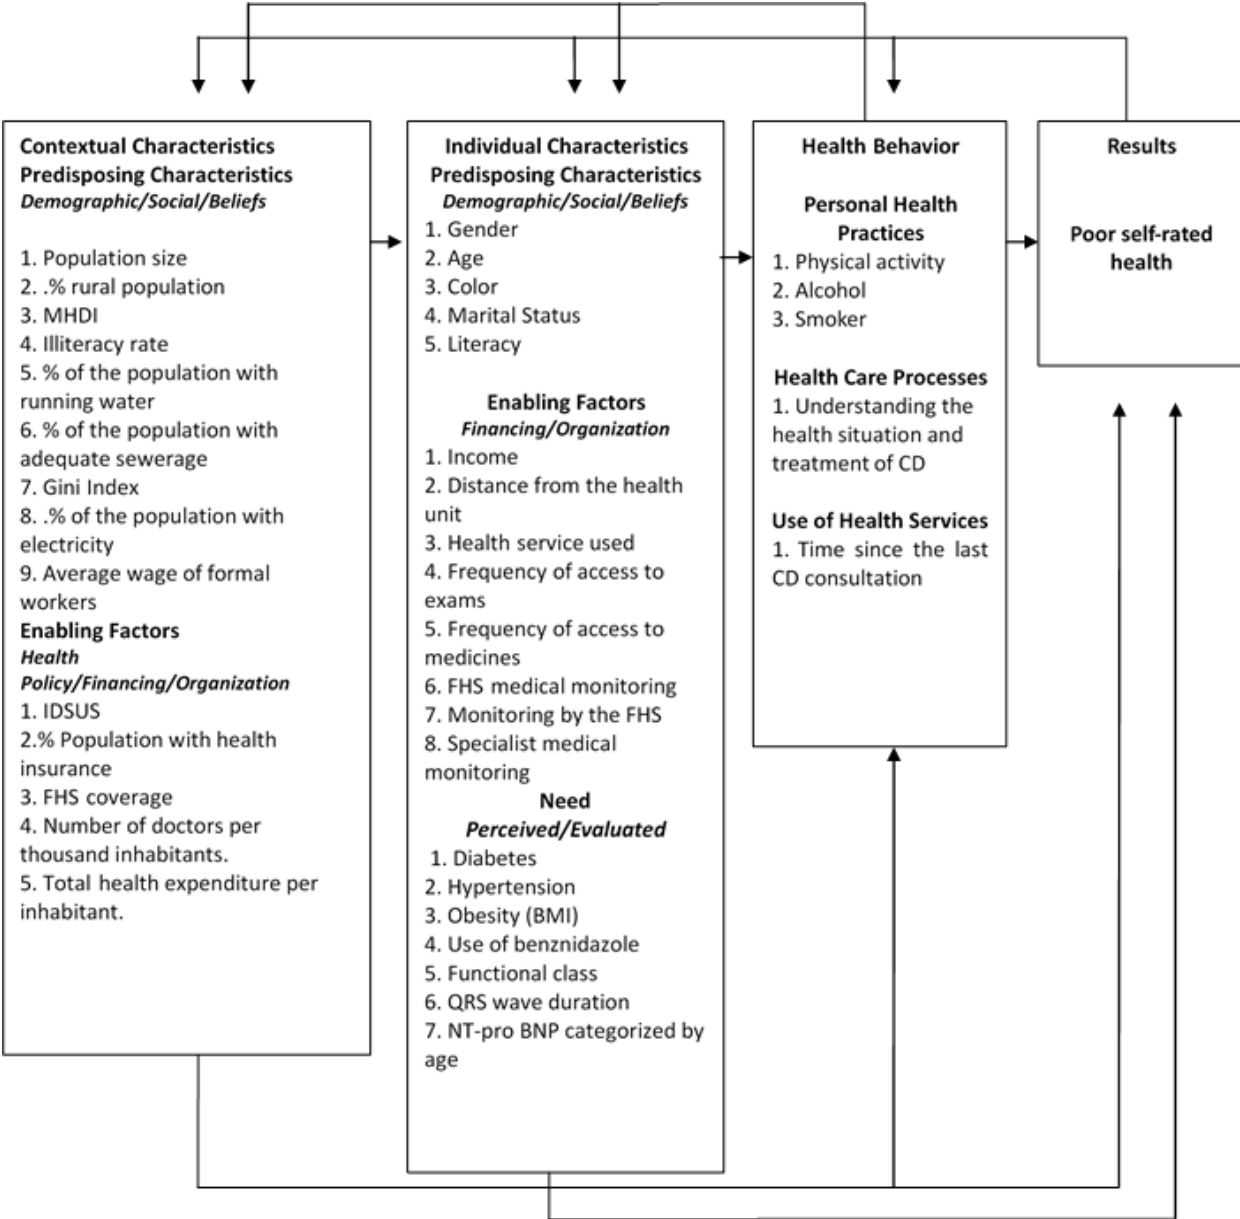 Contextual Characteristics
Predisposing Characteristics
Demographic/Social/Beliefs
1. Population size
2. .% rural population
3. MHDI
4. Illiteracy rate
5. % of the population with
running water
6. % of the population with
adequate sewerage
7. Gini Index
8. .% of the population with
electricity
9. Average wage of formal
workers
Enabling Factors
Health
Policy/Financing/Organization
1. IDSUS
2.% Population with health
insurance
3. FHS coverage
4. Number of doctors per
thousand inhabitants.
5. Total health expenditure per
inhabitant.
Individual Characteristics
Predisposing Characteristics
Demographic/Social/Beliefs
1. Gender
2. Age
3. Color
4. Marital Status
5. Literacy
Enabling Factors
Financing/Organization
1. Income
2. Distance from the health
unit
3. Health service used
4. Frequency of access to
exams
5. Frequency of access to
medicines
6. FHS medical monitoring
7. Monitoring by the FHS
8. Specialist medical
monitoring
Need
Perceived/Evaluated
1. Diabetes
2. Hypertension
3. Obesity (BMI)
4. Use of benznidazole
5. Functional class
6. QRS wave duration
7. NT-pro BNP categorized by
age
Health Behavior
Personal Health
Practices
1. Physical activity
2. Alcohol
3. Smoker
Health Care Processes
1. Understanding the
health situation and
treatment of CD
Use of Health Services
1. Time since the last
CD consultation
Results
Poor self-rated
health